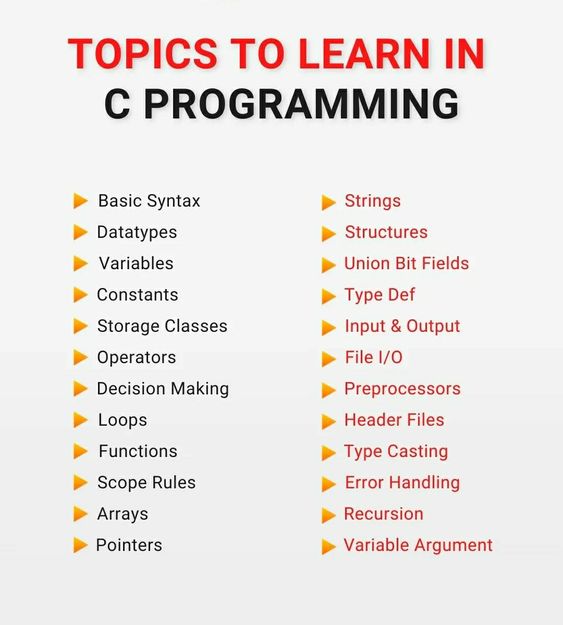 TOPICS TO LEARN IN
C PROGRAMMING
Basic Syntax
Datatypes
Variables
Constants
Storage Classes
Operators
Decision Making
Loops
Functions
Scope Rules
Arrays
Pointers
Strings
Structures
Union Bit Fields
Type Def
Input & Output
File I/O
Preprocessors
Header Files
Type Casting
Error Handling
Recursion
Variable Argument